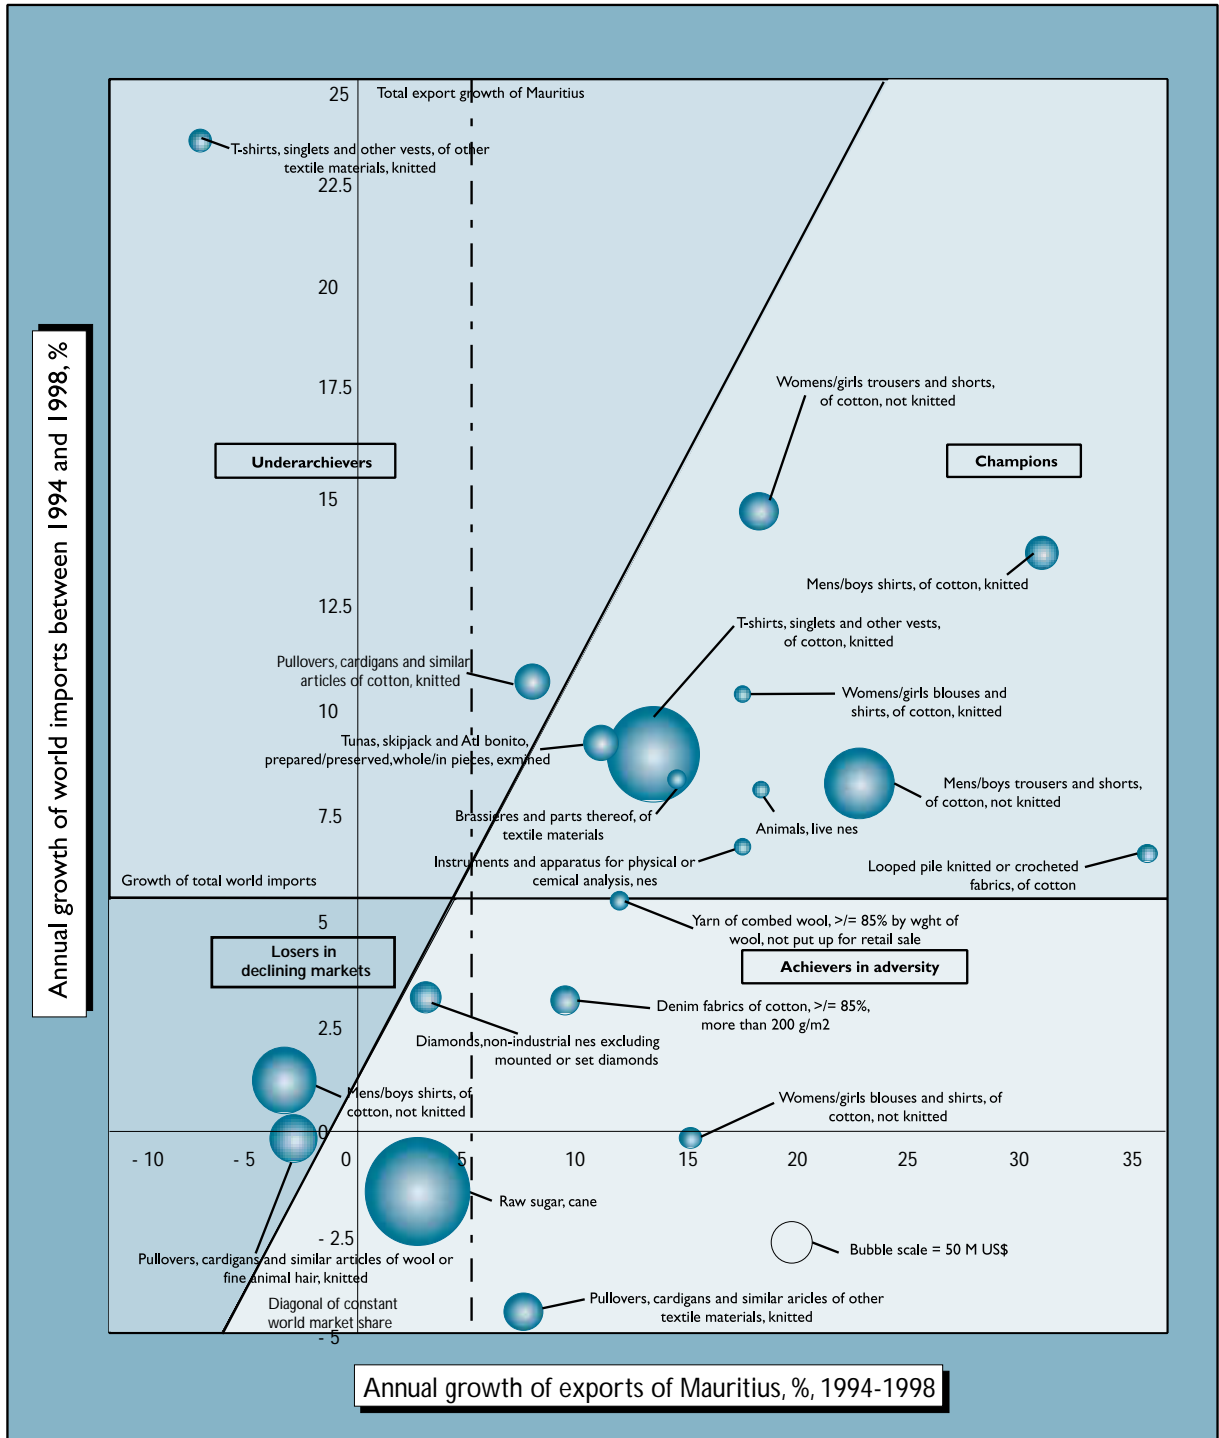 25
Total export growth of Mauritius
T-shirts, singlets and other vests, of other
textile materials, knitted
22.5
20
17.5
Womens/girls trousers and shorts,
of cotton, not knitted
Underarchievers
Champions
15
Mens/boys shirts, of cotton, knitted
12.5
T-shirts, singlets and other vests,
of cotton, knitted
Pullovers, cardigans and similar
articles of cotton, knitted
Womens/girls blouses and
shirts, of cotton, knitted
10
Tunas, skipjack and Atl bonito,
prepared/preserved,whole/in pieces, exmined
Mens/boys trousers and shorts,
of cotton, not knitted
Brassieres and parts thereof, of
textile materials
7.5
Animals, live nes
Instruments and apparatus for physical or
cemical analysis, nes
Looped pile knitted or crocheted
fabrics, of cotton
Growth of total world imports
5
Yarn of combed wool, >/= 85% by wght of
wool, not put up for retail sale
Losers in
declining markets
Achievers in adversity
Denim fabrics of cotton, >/= 85%,
more than 200 g/m2
2.5
Diamonds,non-industrial nes excluding
mounted or set diamonds
Mens/boys shirts, of
cotton, not knitted
Womens/girls blouses and shirts, of
cotton, not knitted
0
- 10
- 5
0
5
10
15
20
25
30
35
Raw sugar, cane
- 2.5
Bubble scale = 50 M US$
Pullovers, cardigans and similar articles of wool or
fine animal hair, knitted
Pullovers, cardigans and similar aricles of other
textile materials, knitted
Diagonal of constant
world market share
- 5
Annual growth of world imports between 1994 and 1998, %
Annual growth of exports of Mauritius, %, 1994-1998